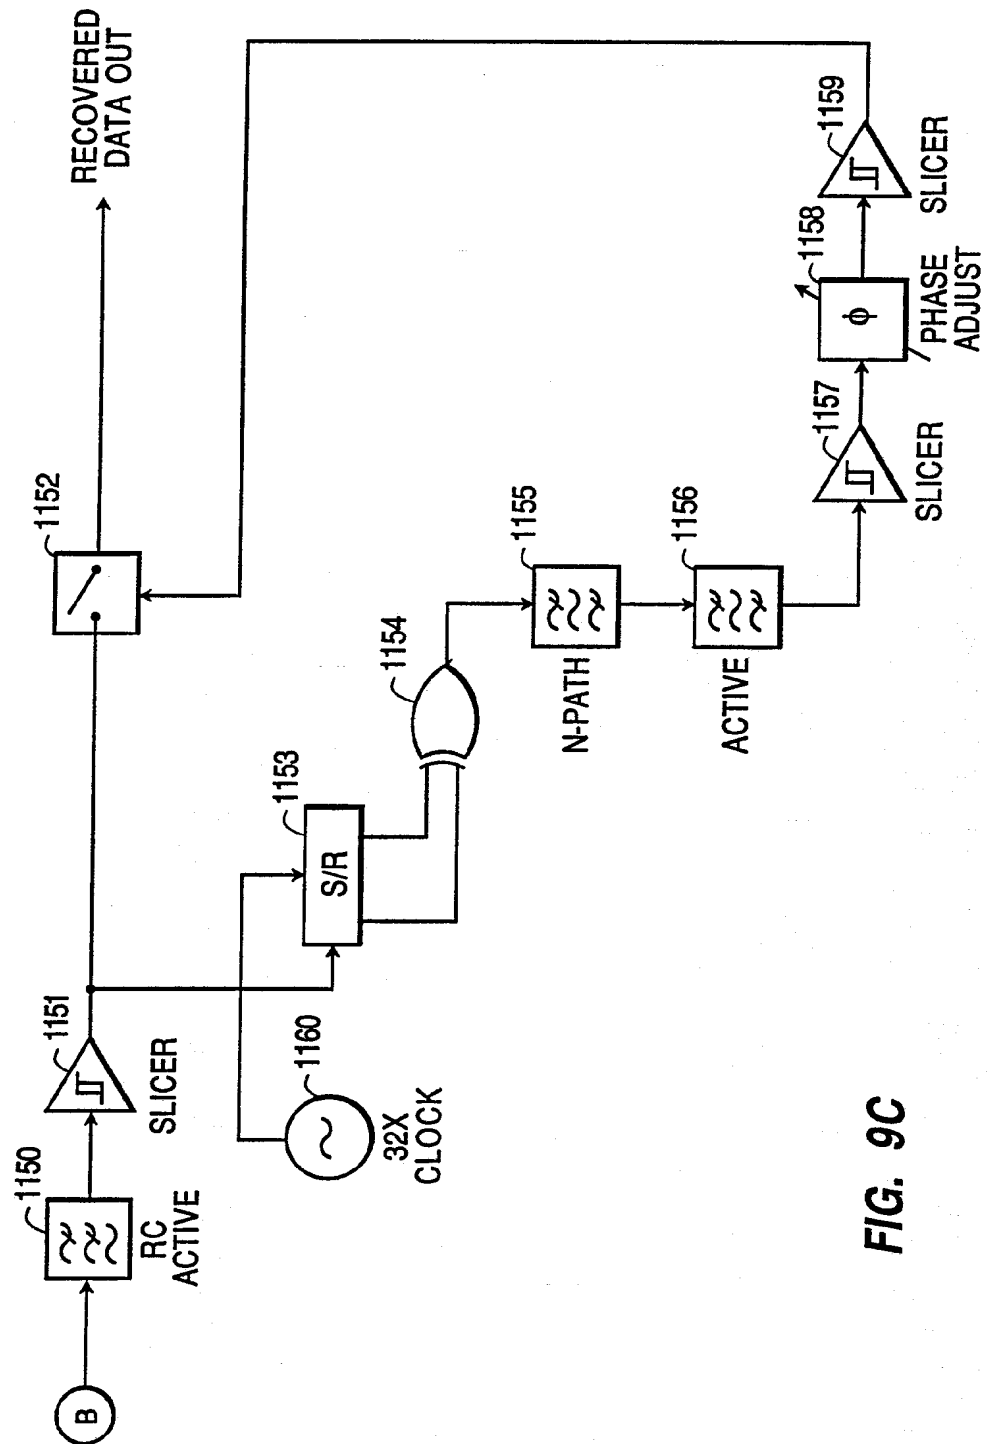 B
1150
RC
ACTIVE
1151
SLICER
1152
RECOVERED
DATA OUT
1160
32X
CLOCK
1153
S/R
1154
1155
N-PATH
1156
ACTIVE
1157
SLICER
1158
ϕ
PHASE
ADJUST
1159
SLICER
FIG. 9C